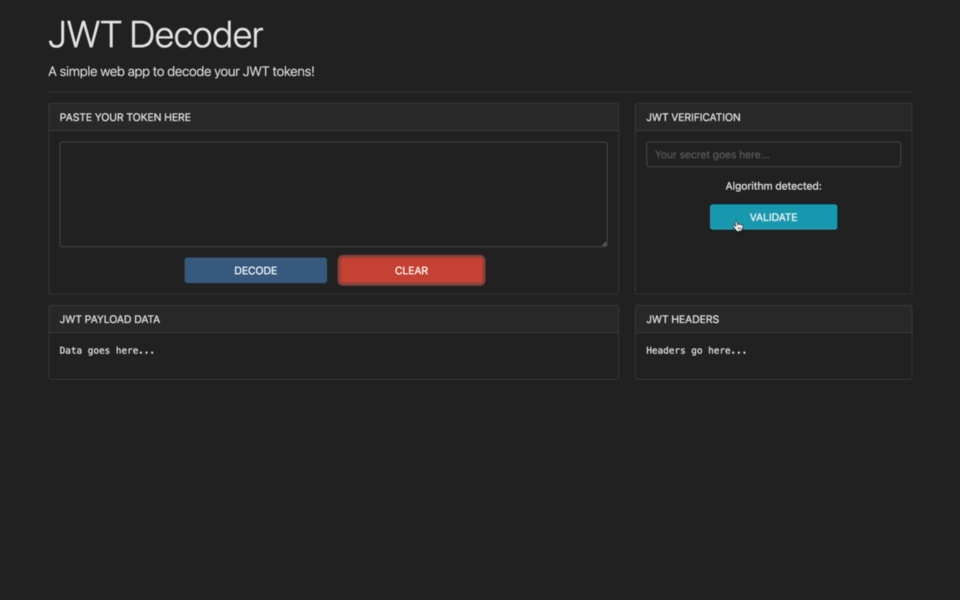 JWT Decoder
A simple web app to decode your JWT tokens!
PASTE YOUR TOKEN HERE
DECODE
CLEAR
JWT VERIFICATION
Your secret goes here...
Algorithm detected:
VALIDATE
JWT PAYLOAD DATA
Data goes here...
JWT HEADERS
Headers go here...